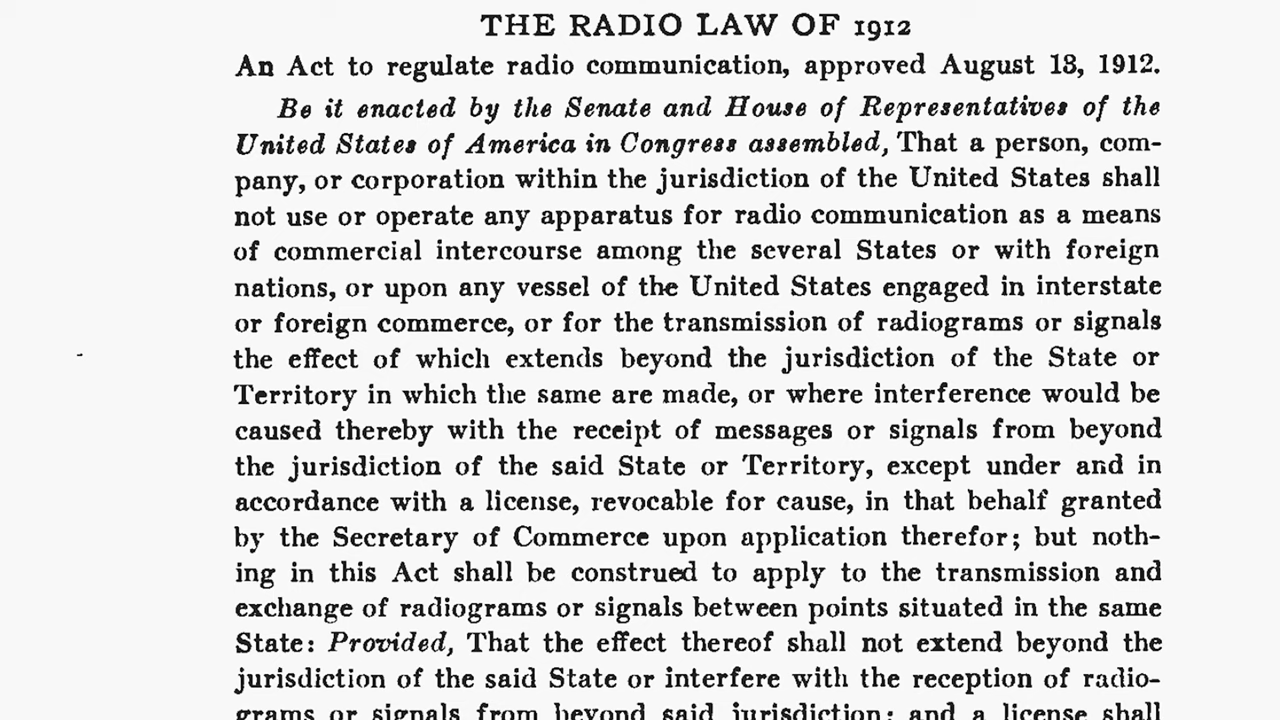 THE RADIO LAW OF 1912
An Act to regulate radio communication, approved August 13, 1912.
Be it enacted by the Senate and House of Representatives of the
United States of America in Congress assembled, That a person, com-
pany, or corporation within the jurisdiction of the United States shall
not use or operate any apparatus for radio communication as a means
of commercial intercourse among the several States or with foreign
nations, or upon any vessel of the United States engaged in interstate
or foreign commerce, or for the transmission of radiograms or signals
the effect of which extends beyond the jurisdiction of the State or
Territory in which the same are made, or where interference would be
caused thereby with the receipt of messages or signals from beyond
the jurisdiction of the said State or Territory, except under and in
accordance with a license, revocable for cause, in that behalf granted
by the Secretary of Commerce upon application therefor; but noth-
ing in this Act shall be construed to apply to the transmission and
exchange of radiograms or signals between points situated in the same
State: Provided, That the effect thereof shall not extend beyond the
jurisdiction of the said State or interfere with the reception of radio-
grams or signals from beyond said jurisdiction; and a license shall